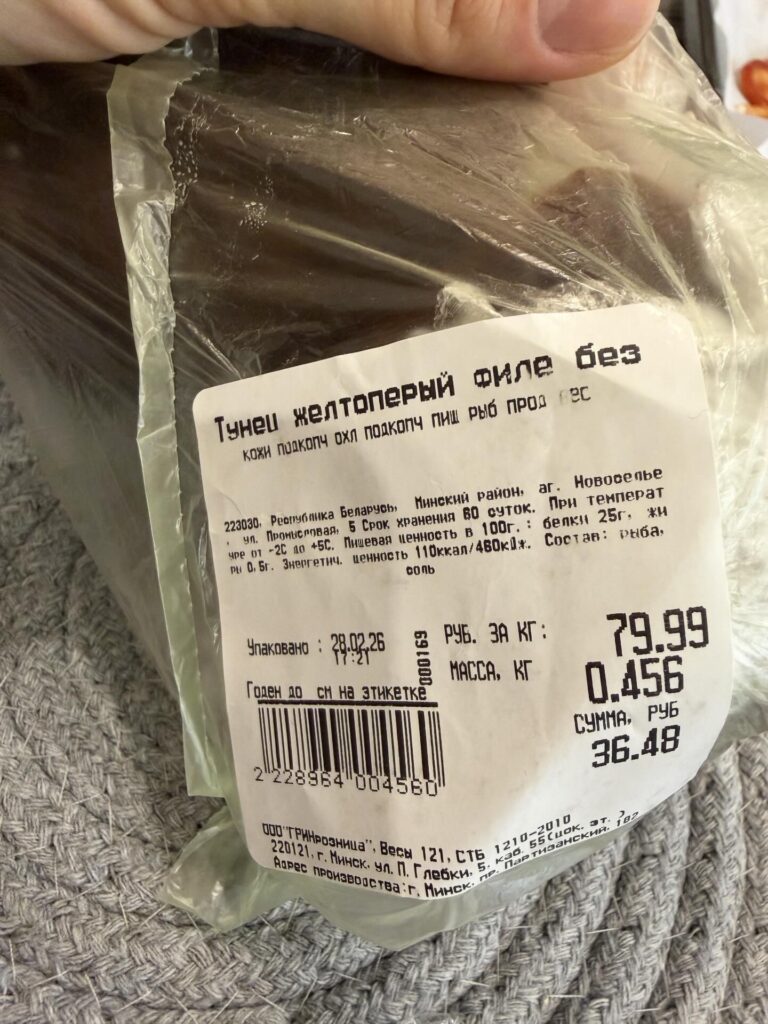 Тунец желтоперый филе без
кожи подкопч охл подкопч пищ рыб прод вес
223030, Республика Беларусь, Минский район, аг. Новоселье
, ул. Промысловая, 5 Срок хранения 60 суток. При температ
уре от -2С до +5С. Пищевая ценность в 100г. : белки 25г, жи
ры 0,5г. Энергетич. ценность 110ккал/460кДж. Состав: рыба,
соль
Упаковано : 28.02.26
17:21
000169
РУБ. ЗА КГ: 79.99
МАССА, КГ 0.456
Годен до см на этикетке
СУММА, РУБ
36.48
2 228964 004560
ООО"ГРИНрозница", Весы 121, СТБ 1210-2010
220121, г. Минск, ул. П. Глебки, 5, каб. 55(цок. эт. )
Адрес производства:г. Минск, пр. Партизанский, 182